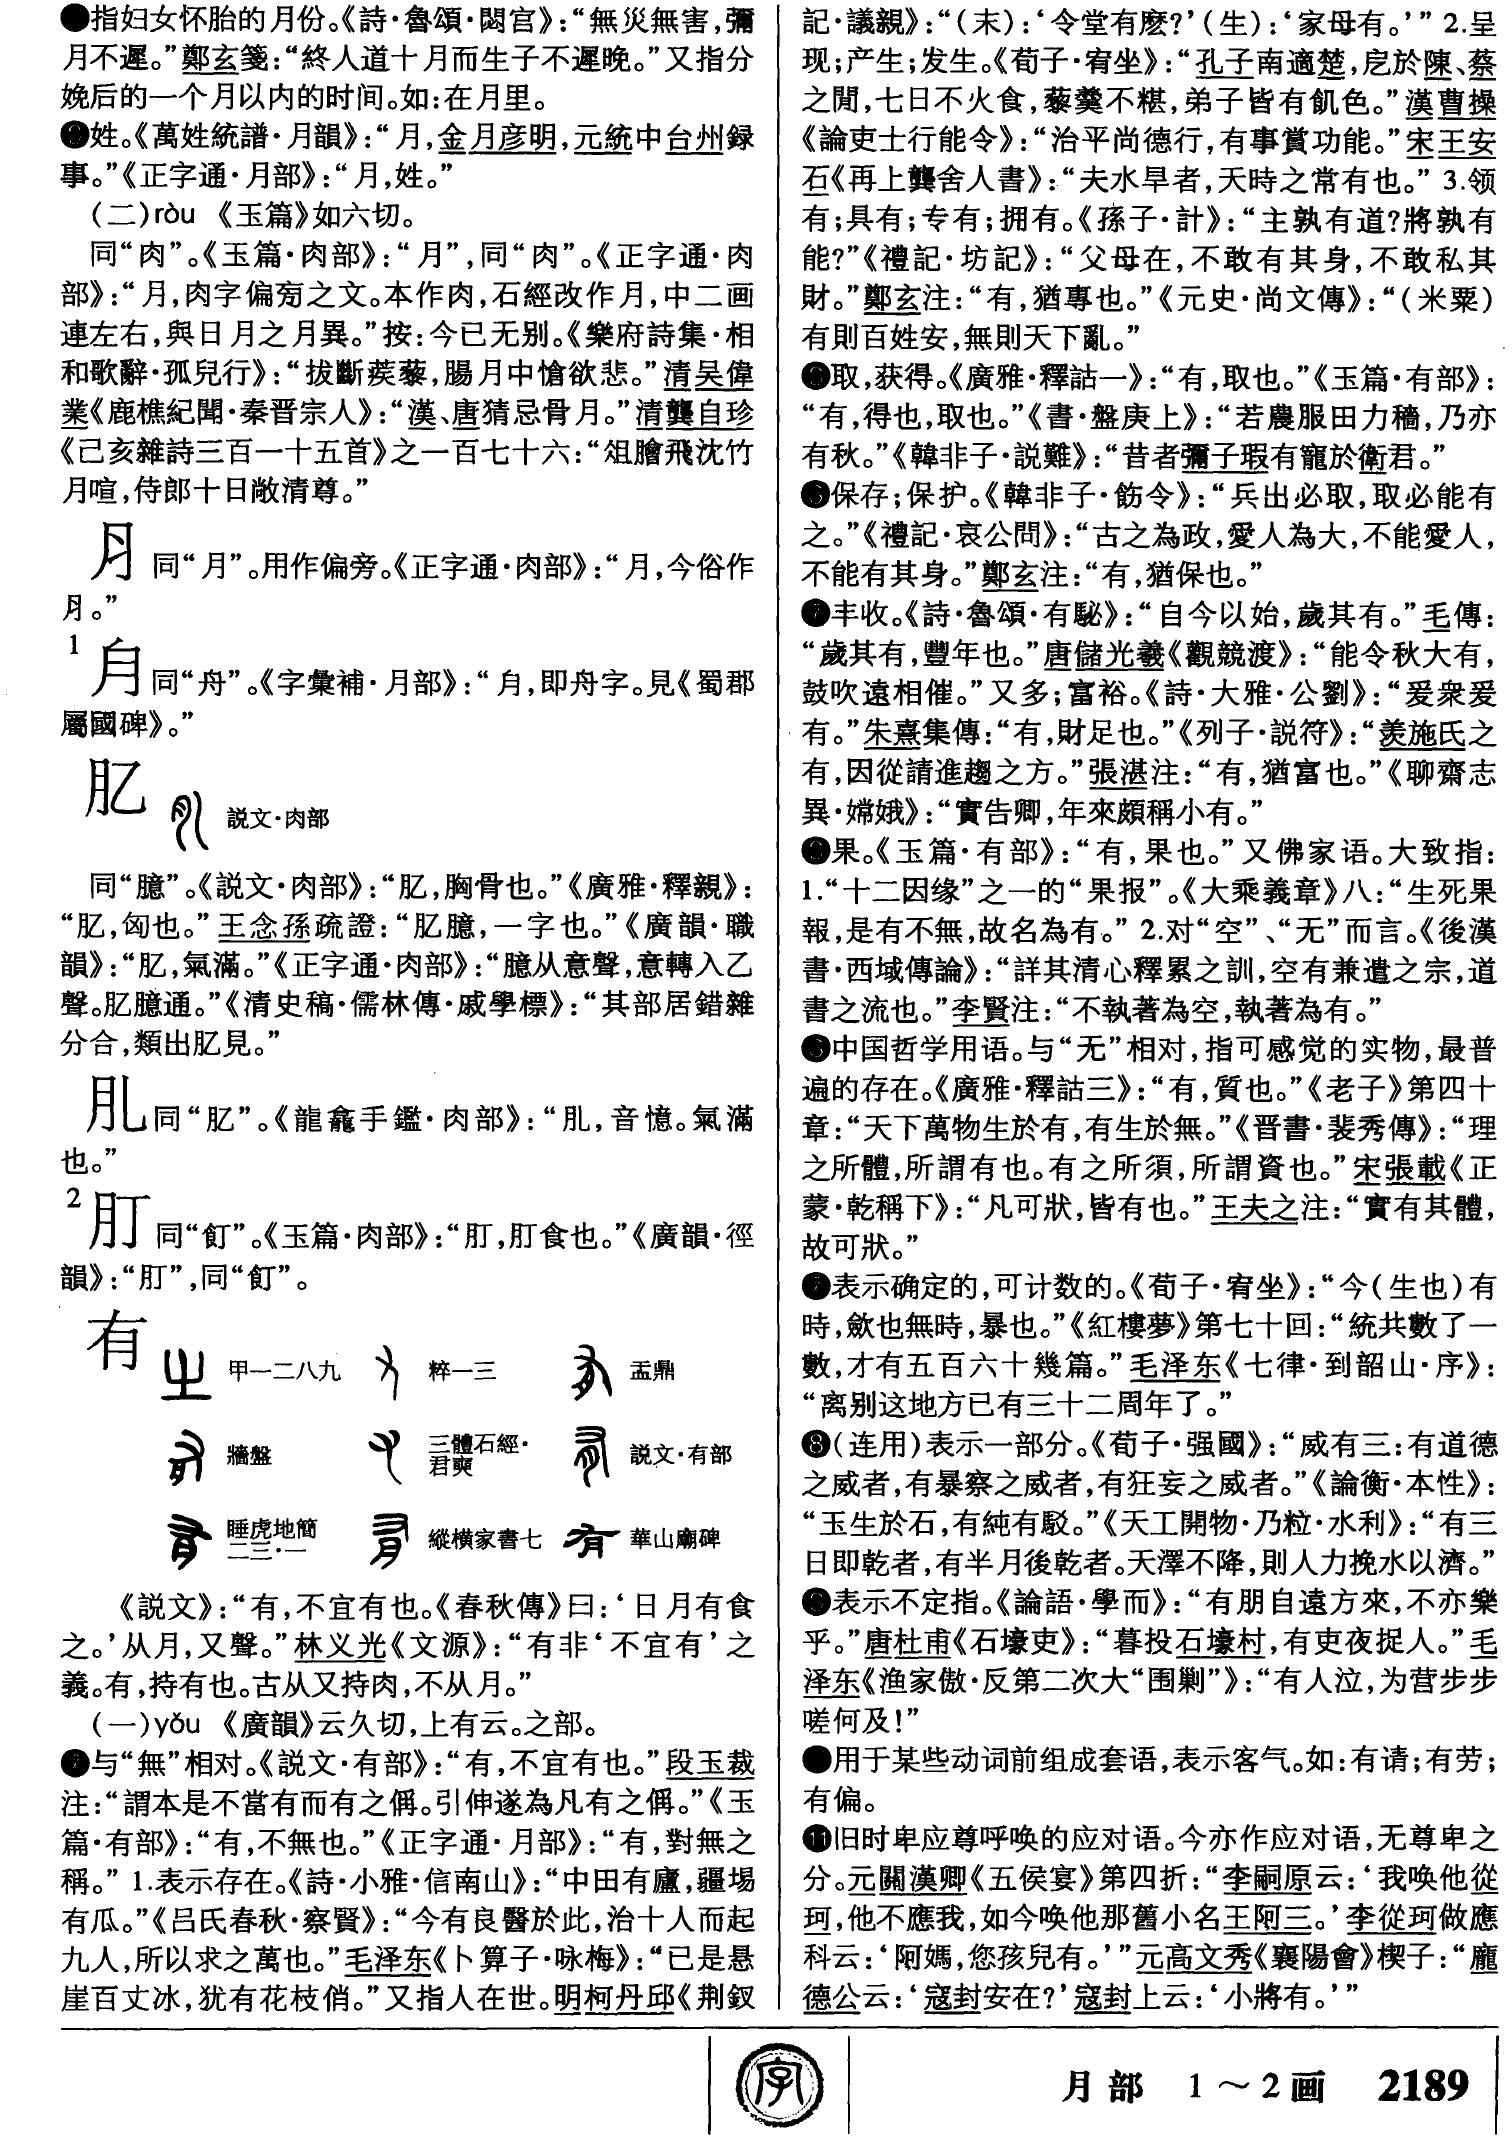 指妇女怀胎的月份。《詩·魯頌·閟宫》：“無災無害，彌
月不遲。”鄭玄箋：“終人道十月而生子不遲晚。”又指分
娩后的一个月以内的时间。如：在月里。
姓。《萬姓統譜·月韻》：“月，金月彦明，元統中台州録
事。”《正字通·月部》：“月，姓。”
（二）ròu 《玉篇》如六切。
同“肉”。《玉篇·肉部》：“月”，同“肉”。《正字通·肉
部》：“月，肉字偏旁之文。本作肉，石經改作月，中二画
連左右，與日月之月異。”按：今已无别。《樂府詩集·相
和歌辭·孤兒行》：“拔斷蒺藜，腸月中愴欲悲。”清吴偉
業《鹿樵紀聞·秦晋宗人》：“漢、唐猜忌骨月。”清龔自珍
《己亥雜詩三百一十五首》之一百七十六：“俎膾飛沈竹
月喧，侍郎十日敞清尊。”
同“月”。用作偏旁。《正字通·肉部》：“月，今俗作
。”
1
同“舟”。《字彙補·月部》：“，即舟字。見《蜀郡
屬國碑》。”
肊 説文·肉部
同“臆”。《説文·肉部》：“肊，胸骨也。”《廣雅·釋親》：
“肊，匈也。”王念孫疏證：“肊臆，一字也。”《廣韻·職
韻》：“肊，氣滿。”《正字通·肉部》：“臆从意聲，意轉入乙
聲。肊臆通。”《清史稿·儒林傳·戚學標》：“其部居錯雜
分合，類出肊見。”
同“肊”。《龍龕手鑑·肉部》：“，音憶。氣滿
也。”
2
肎同“飣”。《玉篇·肉部》：“，食也。”《廣韻·徑
韻》：“”，同“飣”。
有 甲一二八九 粹一三 盂鼎
牆盤 三體石經·君奭 説文·有部
睡虎地簡二三·一 縱横家書七 華山廟碑
《説文》：“有，不宜有也。《春秋傳》曰：‘日月有食
之。’从月，又聲。”林义光《文源》：“有非‘不宜有’之
義。有，持有也。古从又持肉，不从月。”
（一）yǒu 《廣韻》云久切，上有云。之部。
与“無”相对。《説文·有部》：“有，不宜有也。”段玉裁
注：“謂本是不當有而有之偁。引伸遂為凡有之偁。”《玉
篇·有部》：“有，不無也。”《正字通·月部》：“有，對無之
稱。” 1.表示存在。《詩·小雅·信南山》：“中田有廬，疆埸
有瓜。”《吕氏春秋·察賢》：“今有良醫於此，治十人而起
九人，所以求之萬也。”毛泽东《卜算子·咏梅》：“已是悬
崖百丈冰，犹有花枝俏。”又指人在世。明柯丹邱《荆釵
記·議親》：“（末）：‘令堂有麽？’（生）：‘家母有。’” 2.呈
现；产生；发生。《荀子·宥坐》：“孔子南適楚，戹於陳、蔡
之閒，七日不火食，藜羹不糂，弟子皆有飢色。”漢曹操
《論吏士行能令》：“治平尚德行，有事賞功能。”宋王安
石《再上龔舍人書》：“夫水旱者，天時之常有也。” 3.领
有；具有；专有；拥有。《孫子·計》：“主孰有道？將孰有
能？”《禮記·坊記》：“父母在，不敢有其身，不敢私其
財。”鄭玄注：“有，猶專也。”《元史·尚文傳》：“（米粟）
有則百姓安，無則天下亂。”
取，获得。《廣雅·釋詁一》：“有，取也。”《玉篇·有部》：
“有，得也，取也。”《書·盤庚上》：“若農服田力穡，乃亦
有秋。”《韓非子·説難》：“昔者彌子瑕有寵於衛君。”
保存；保护。《韓非子·飭令》：“兵出必取，取必能有
之。”《禮記·哀公問》：“古之為政，愛人為大，不能愛人，
不能有其身。”鄭玄注：“有，猶保也。”
丰收。《詩·魯頌·有駜》：“自今以始，歲其有。”毛傳：
“歲其有，豐年也。”唐儲光羲《觀競渡》：“能令秋大有，
鼓吹遠相催。”又多；富裕。《詩·大雅·公劉》：“爰衆爰
有。”朱熹集傳：“有，財足也。”《列子·説符》：“羨施氏之
有，因從請進趨之方。”張湛注：“有，猶富也。”《聊齋志
異·嫦娥》：“實告卿，年來頗稱小有。”
果。《玉篇·有部》：“有，果也。”又佛家语。大致指：
1.“十二因缘”之一的“果报”。《大乘義章》八：“生死果
報，是有不無，故名為有。” 2.对“空”、“无”而言。《後漢
書·西域傳論》：“詳其清心釋累之訓，空有兼遣之宗，道
書之流也。”李賢注：“不執著為空，執著為有。”
中国哲学用语。与“无”相对，指可感觉的实物，最普
遍的存在。《廣雅·釋詁三》：“有，質也。”《老子》第四十
章：“天下萬物生於有，有生於無。”《晋書·裴秀傳》：“理
之所體，所謂有也。有之所須，所謂資也。”宋張載《正
蒙·乾稱下》：“凡可狀，皆有也。”王夫之注：“實有其體，
故可狀。”
表示确定的，可计数的。《荀子·宥坐》：“今（生也）有
時，斂也無時，暴也。”《紅樓夢》第七十回：“統共數了一
數，才有五百六十幾篇。”毛泽东《七律·到韶山·序》：
“离别这地方已有三十二周年了。”
❽（连用）表示一部分。《荀子·强國》：“威有三：有道德
之威者，有暴察之威者，有狂妄之威者。”《論衡·本性》：
“玉生於石，有純有駁。”《天工開物·乃粒·水利》：“有三
日即乾者，有半月後乾者。天澤不降，則人力挽水以濟。”
表示不定指。《論語·學而》：“有朋自遠方來，不亦樂
乎。”唐杜甫《石壕吏》：“暮投石壕村，有吏夜捉人。”毛
泽东《渔家傲·反第二次大“围剿”》：“有人泣，为营步步
嗟何及！”
用于某些动词前组成套语，表示客气。如：有请；有劳；
有偏。
⓫旧时卑应尊呼唤的应对语。今亦作应对语，无尊卑之
分。元關漢卿《五侯宴》第四折：“李嗣原云：‘我唤他從
珂，他不應我，如今唤他那舊小名王阿三。’李從珂做應
科云：‘阿媽，您孩兒有。’”元高文秀《襄陽會》楔子：“龐
德公云：‘寇封安在？’寇封上云：‘小將有。’”
字
月部 1～2画 2189